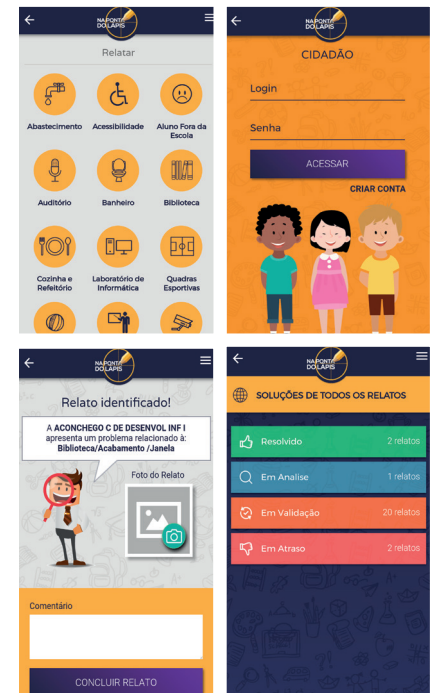 NA PONTA
DO LÁPIS
Relatar
Abastecimento
Acessibilidade
Aluno Fora da
Escola
Auditório
Banheiro
Biblioteca
Cozinha e
Refeitório
Laboratório de
Informática
Quadras
Esportivas
NA PONTA
DO LÁPIS
CIDADÃO
Login
Senha
ACESSAR
CRIAR CONTA
NA PONTA
DO LÁPIS
Relato identificado!
A ACONCHEGO C DE DESENVOL INF I
apresenta um problema relacionado à:
Biblioteca/Acabamento /Janela
Foto do Relato
Comentário
CONCLUIR RELATO
NA PONTA
DO LÁPIS
SOLUÇÕES DE TODOS OS RELATOS
Resolvido 2 relatos
Em Analise 1 relatos
Em Validação 20 relatos
Em Atraso 2 relatos